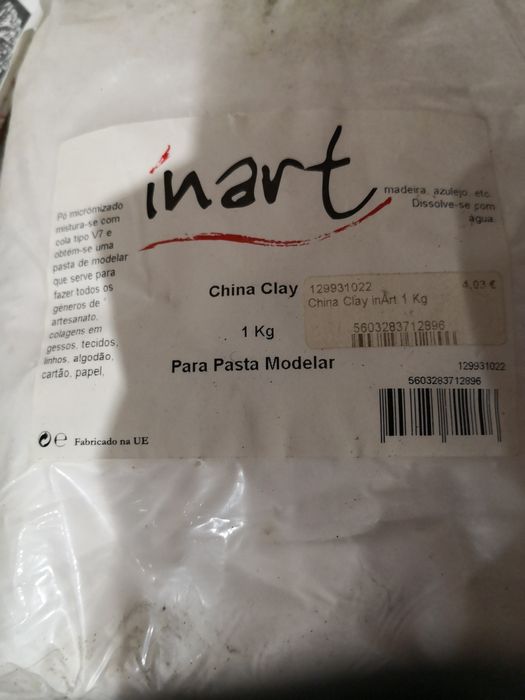 inart
Pó micromizado
mistura-se com
cola tipo V7 e
obtém-se uma
pasta de modelar
que serve para
fazer todos os
géneros de
artesanato,
colagens em
gessos, tecidos,
linhos, algodão,
cartão, papel,
madeira, azulejo, etc.
Dissolve-se com
água.
China Clay
1 Kg
Para Pasta Modelar
129931022 4,03 €
China Clay inArt 1 Kg
5603283712896
129931022
5603283712896
Fabricado na UE